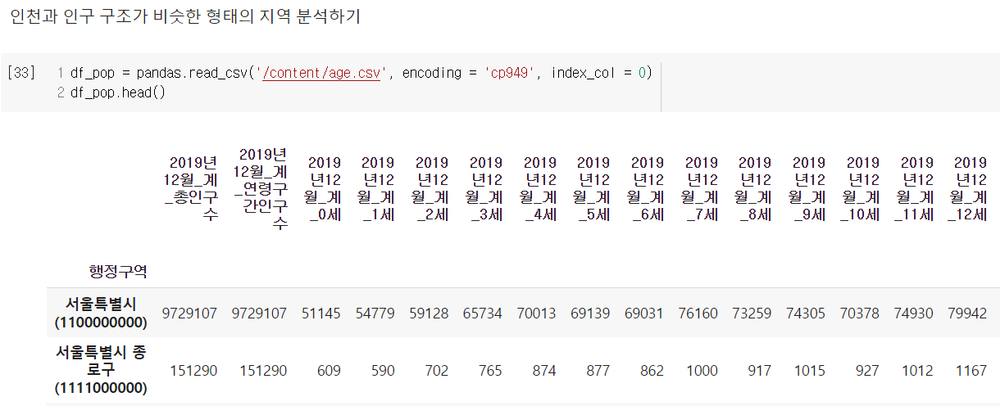 인천과 인구 구조가 비슷한 형태의 지역 분석하기
[33]
1 df_pop = pandas.read_csv('/content/age.csv', encoding = 'cp949', index_col = 0)
2 df_pop.head()
2019년 12월_계_총인구수 2019년 12월_계_연령구간인구수 2019년12월_계_0세 2019년12월_계_1세 2019년12월_계_2세 2019년12월_계_3세 2019년12월_계_4세 2019년12월_계_5세 2019년12월_계_6세 2019년12월_계_7세 2019년12월_계_8세 2019년12월_계_9세 2019년12월_계_10세 2019년12월_계_11세 2019년12월_계_12세
행정구역
서울특별시 (1100000000) 9729107 9729107 51145 54779 59128 65734 70013 69139 69031 76160 73259 74305 70378 74930 79942
서울특별시 종로구 (1111000000) 151290 151290 609 590 702 765 874 877 862 1000 917 1015 927 1012 1167